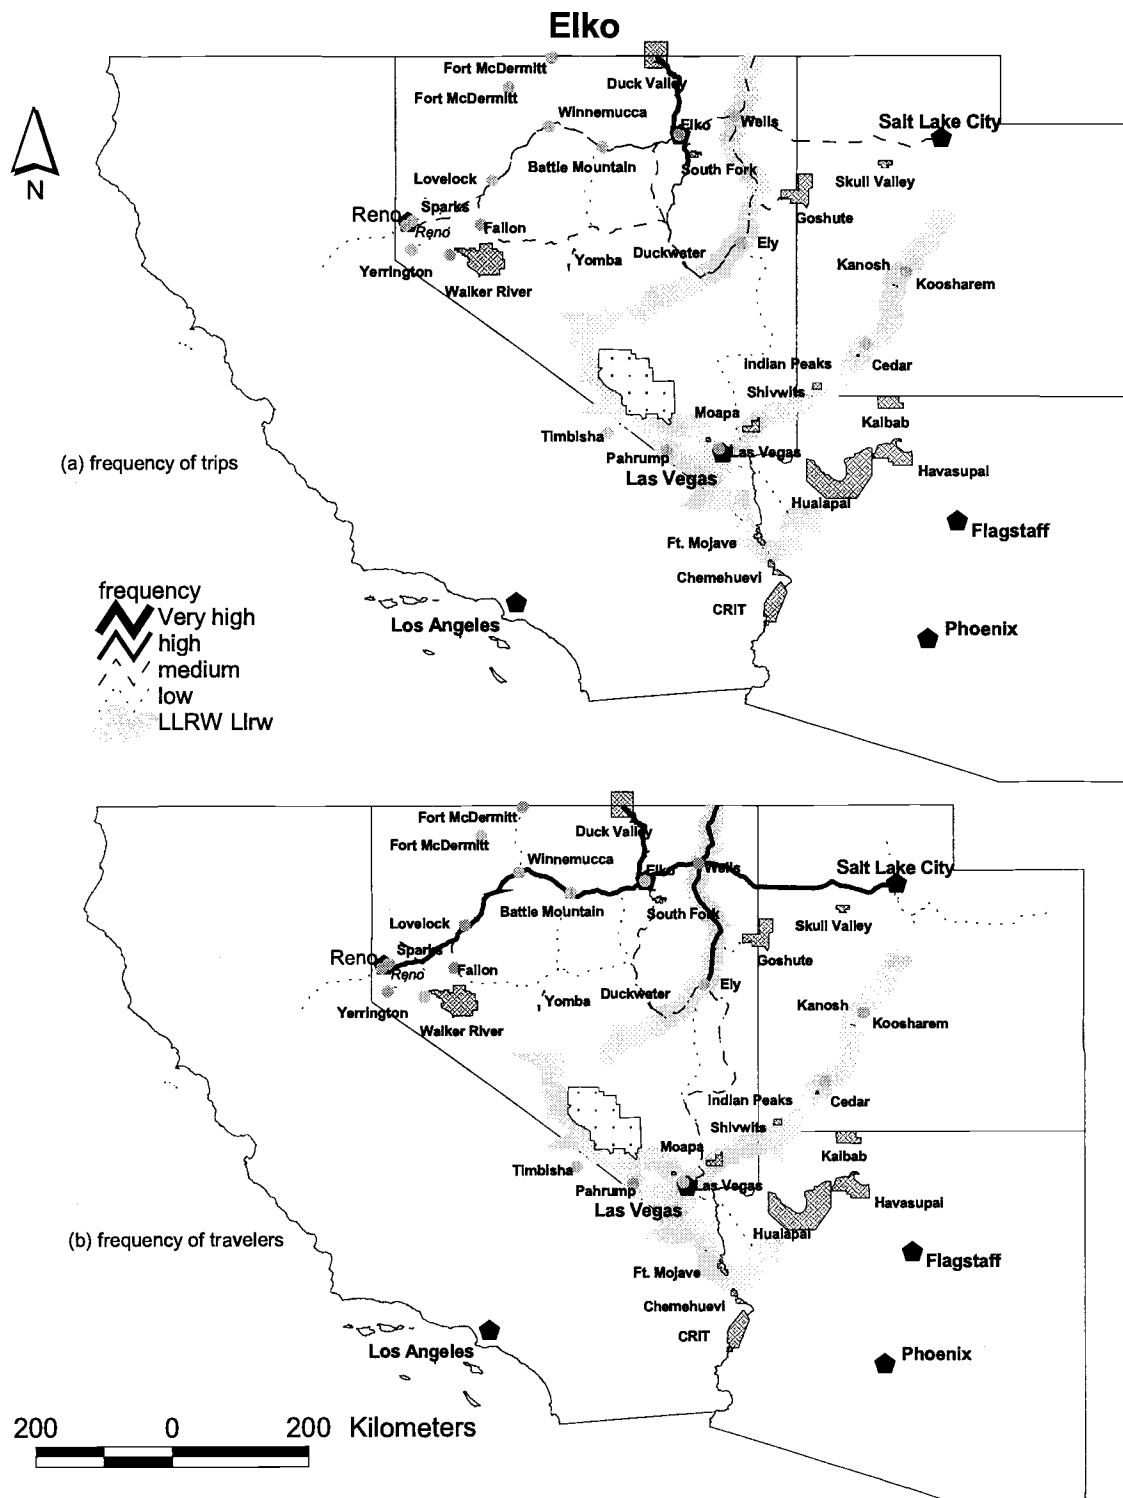 Elko
Fort McDermitt
Duck Valley
Fort McDermitt
Winnemucca
Elko
Wells
Salt Lake City
Battle Mountain
South Fork
Skull Valley
Lovelock
Sparks
Reno
Reno
Fallon
Goshute
Ely
Yomba
Duckwater
Kanosh
Yerrington
Koosharem
Walker River
Indian Peaks
Cedar
Shivwits
Moapa
Kaibab
Timbisha
Las Vegas
Pahrump
(a) frequency of trips
Havasupai
Las Vegas
Hualapai
Flagstaff
Ft. Mojave
Chemehuevi
frequency
Very high
CRIT
Los Angeles
Phoenix
high
medium
low
LLRW Llrw
Fort McDermitt
Duck Valley
Fort McDermitt
Winnemucca
Elko
Wells
Salt Lake City
Battle Mountain
South Fork
Lovelock
Skull Valley
Sparks
Reno
Reno
Fallon
Goshute
Ely
Duckwater
Yomba
Kanosh
Yerrington
Koosharem
Walker River
Indian Peaks
Cedar
Shivwits
Moapa
Kaibab
Timbisha
Las Vegas
Pahrump
Havasupai
Las Vegas
Hualapai
(b) frequency of travelers
Flagstaff
Ft. Mojave
Chemehuevi
CRIT
Los Angeles
Phoenix
200 0 200 Kilometers
N